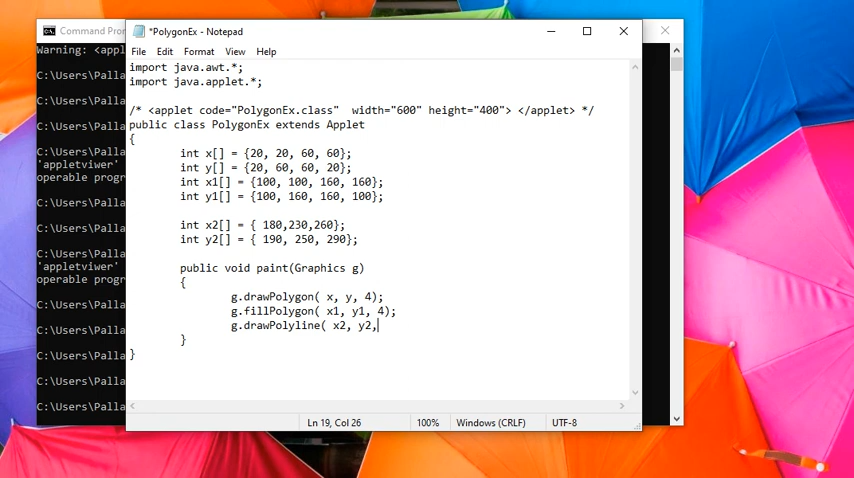 Command Pron
*PolygonEx - Notepad
File Edit Format View Help
Warning: <appl
C:\Users\Palla
C:\Users\Palla
C:\Users\Palla
C:\Users\Palla
'appletviwer'
operable progr
C:\Users\Palla
C:\Users\Palla
C:\Users\Palla
'appletviwer'
operable progr
C:\Users\Palla
C:\Users\Palla
C:\Users\Palla
C:\Users\Palla
C:\Users\Palla
import java.awt.*;
import java.applet.*;
/* <applet code="PolygonEx.class"  width="600" height="400"> </applet> */
public class PolygonEx extends Applet
{
int x[] = {20, 20, 60, 60};
int y[] = {20, 60, 60, 20};
int x1[] = {100, 100, 160, 160};
int y1[] = {100, 160, 160, 100};
int x2[] = { 180,230,260};
int y2[] = { 190, 250, 290};
public void paint(Graphics g)
{
g.drawPolygon( x, y, 4);
g.fillPolygon( x1, y1, 4);
g.drawPolyline( x2, y2,
}
}
Ln 19, Col 26 100% Windows (CRLF) UTF-8